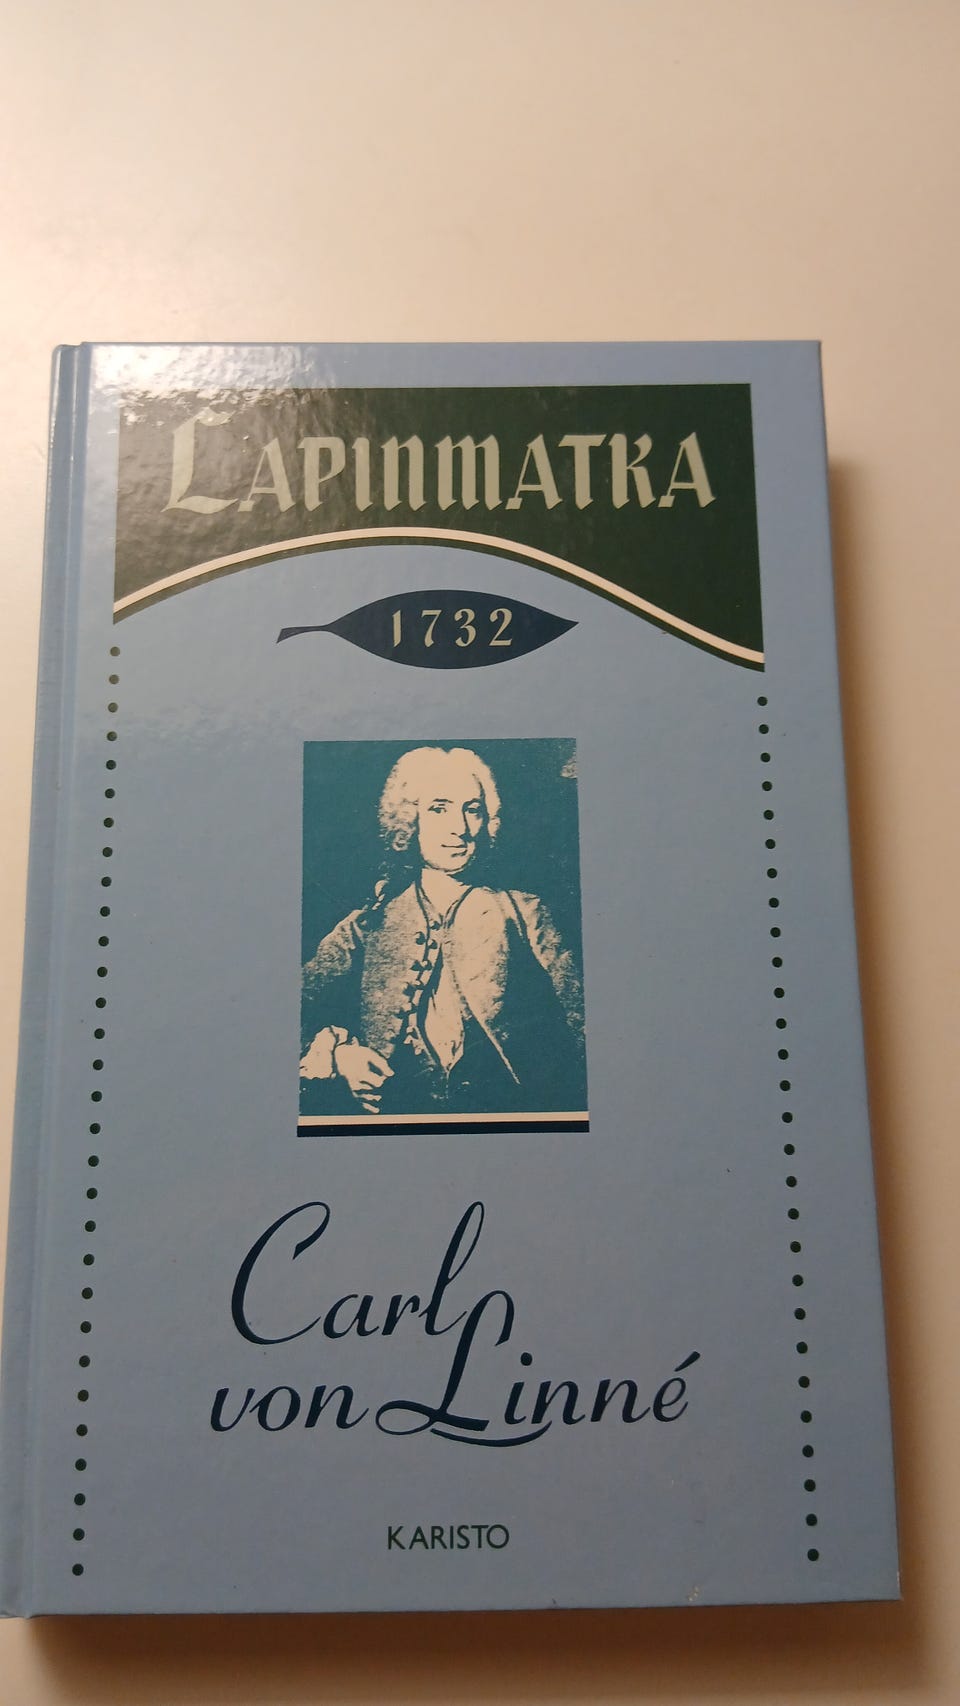 LAPINMATKA
1732
Carl
von Linné
KARISTO